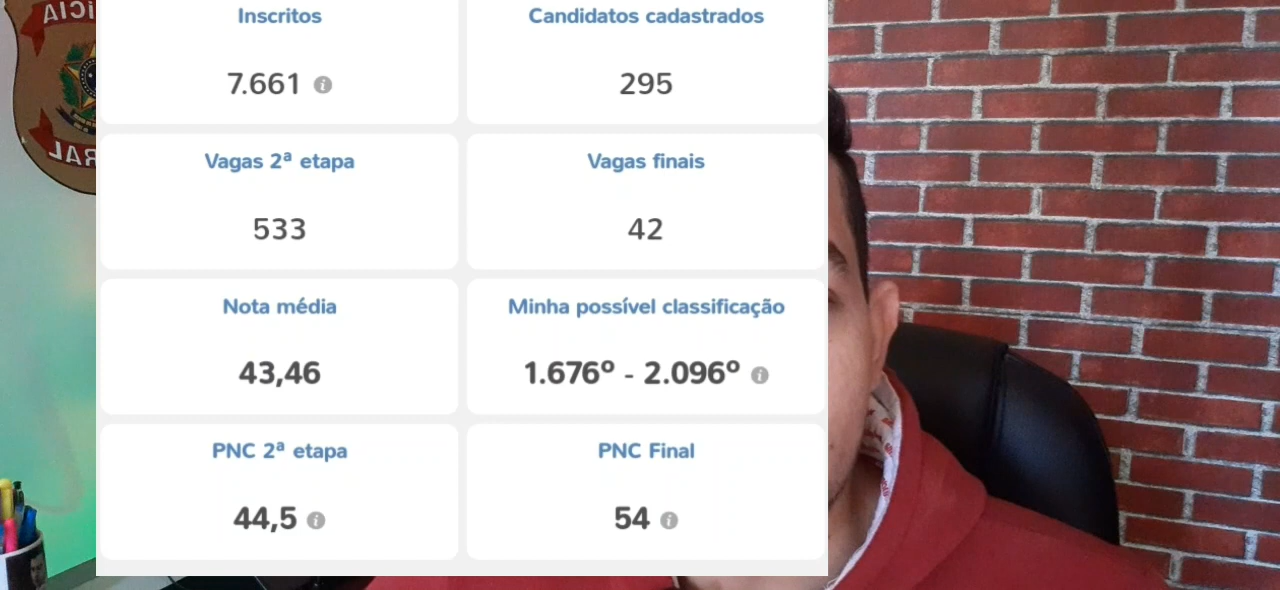 Inscritos
Candidatos cadastrados
7.661
295
Vagas 2ª etapa
Vagas finais
533
42
Nota média
Minha possível classificação
43,46
1.676º - 2.096º
PNC 2ª etapa
PNC Final
44,5
54